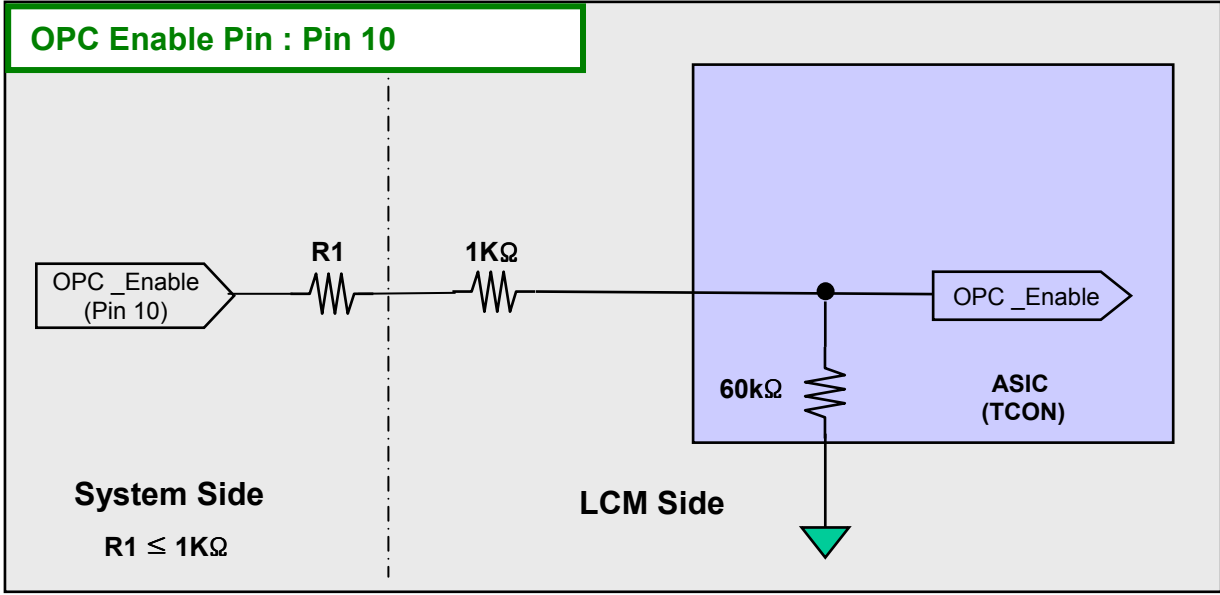 OPC Enable Pin : Pin 10
R1
1KΩ
OPC _Enable
(Pin 10)
OPC _Enable
60kΩ
ASIC
(TCON)
System Side
LCM Side
R1 ≤ 1KΩ